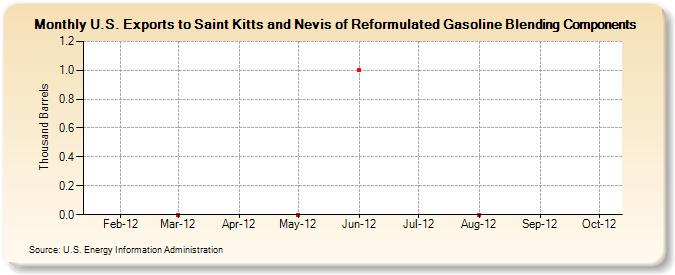 Monthly U.S. Exports to Saint Kitts and Nevis of Reformulated Gasoline Blending Components
Thousand Barrels
1.2
1.0
0.8
0.6
0.4
0.2
0.0
Feb-12 Mar-12 Apr-12 May-12 Jun-12 Jul-12 Aug-12 Sep-12 Oct-12
Source: U.S. Energy Information Administration